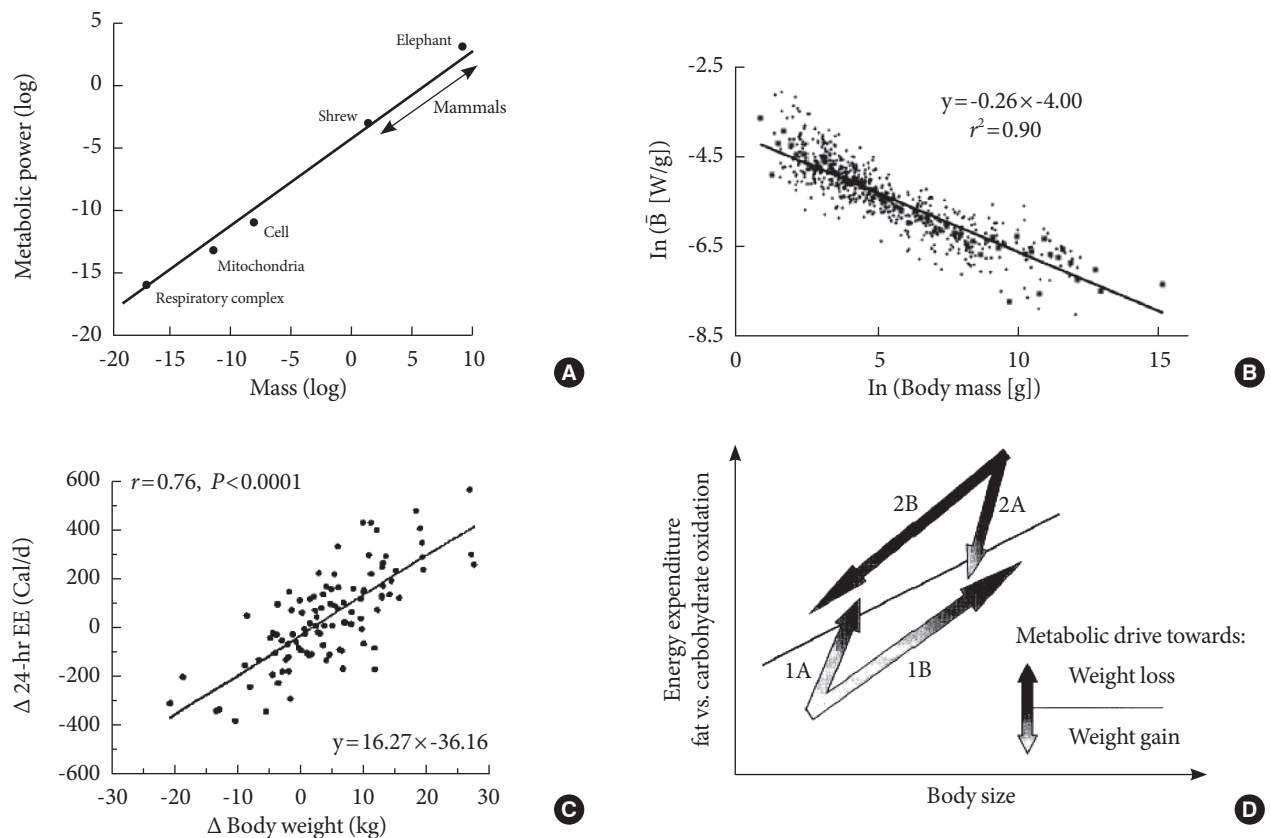 5
0
-5
-10
-15
-20
Metabolic power (log)
Elephant
Mammals
Shrew
Cell
Mitochondria
Respiratory complex
-20 -15 -10 -5 0 5 10
Mass (log)
A
-2.5
-4.5
-6.5
-8.5
In (B̄ [W/g])
y=-0.26×-4.00
r²=0.90
0 5 10 15
In (Body mass [g])
B
600
400
200
0
-200
-400
-600
Δ 24-hr EE (Cal/d)
r=0.76, P<0.0001
y=16.27×-36.16
-30 -20 -10 0 10 20 30
Δ Body weight (kg)
C
Energy expenditure
fat vs. carbohydrate oxidation
2B 2A
1A 1B
Metabolic drive towards:
Weight loss
Weight gain
Body size
D